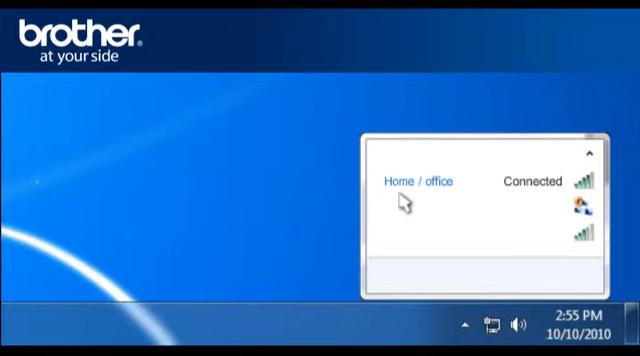 brother®
at your side
Home / office
Connected
2:55 PM
10/10/2010